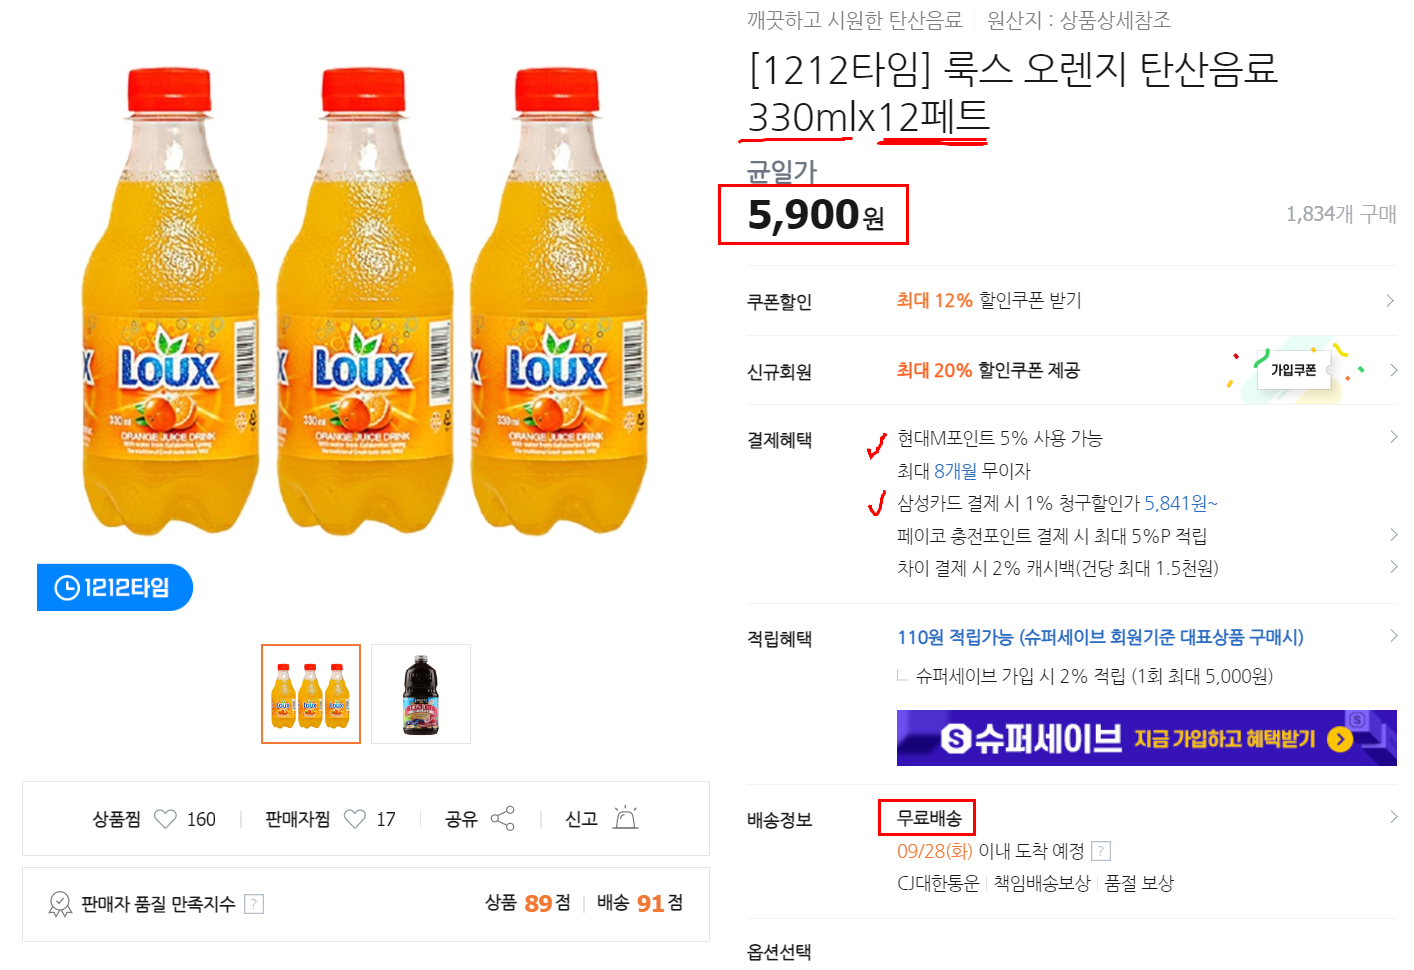 깨끗하고 시원한 탄산음료 원산지 : 상품상세참조
[1212타임] 룩스 오렌지 탄산음료
330mlx12페트
균일가
5,900원
1,834개 구매
쿠폰할인 최대 12% 할인쿠폰 받기
신규회원 최대 20% 할인쿠폰 제공 가입쿠폰
결제혜택 현대M포인트 5% 사용 가능
최대 8개월 무이자
삼성카드 결제 시 1% 청구할인가 5,841원~
페이코 충전포인트 결제 시 최대 5%P 적립
차이 결제 시 2% 캐시백(건당 최대 1.5천원)
적립혜택 110원 적립가능 (슈퍼세이브 회원기준 대표상품 구매시)
슈퍼세이브 가입 시 2% 적립 (1회 최대 5,000원)
S 슈퍼세이브 지금 가입하고 혜택받기
배송정보 무료배송
09/28(화) 이내 도착 예정 ?
CJ대한통운 책임배송보상 품절 보상
옵션선택
LOUX LOUX LOUX
330ml 330ml 330ml
ORANGE JUICE DRINK ORANGE JUICE DRINK ORANGE JUICE DRINK
1212타임
상품찜 160 판매자찜 17 공유 신고
판매자 품질 만족지수 ? 상품 89점 배송 91점